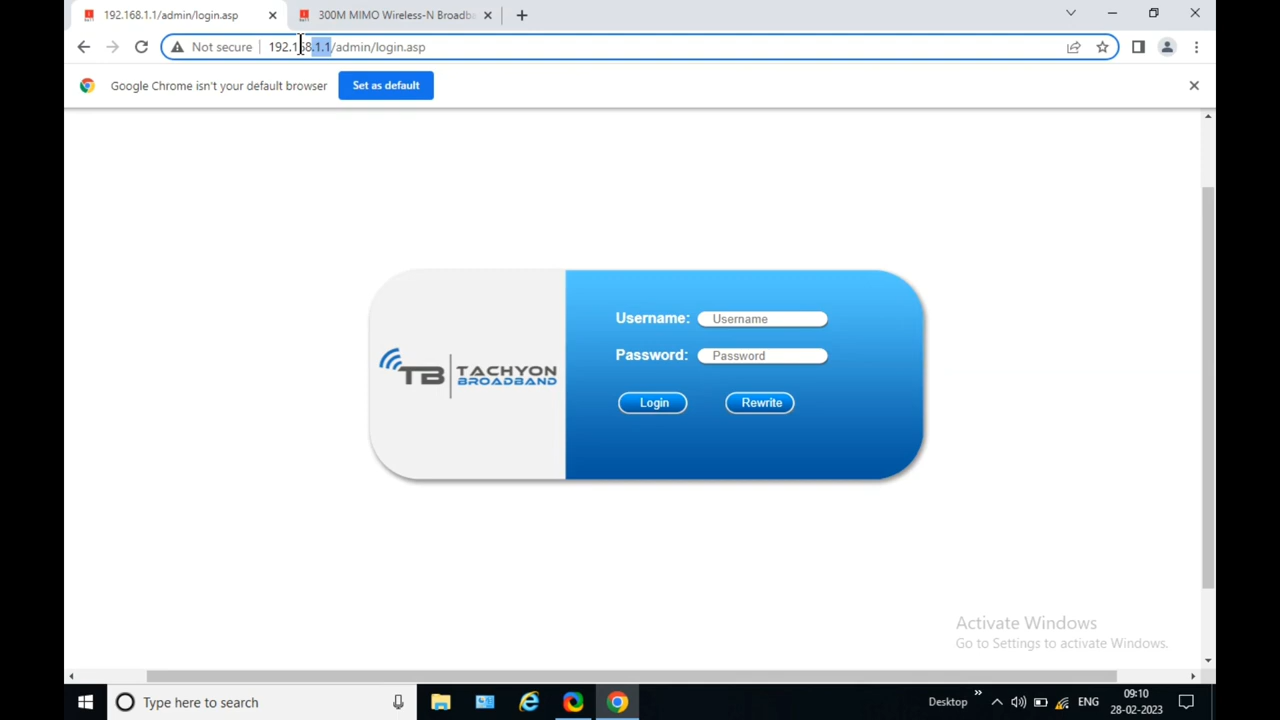 192.168.1.1/admin/login.asp
300M MIMO Wireless-N Broadba
Not secure
192.168.1.1/admin/login.asp
Google Chrome isn't your default browser
Set as default
Username:
Username
Password:
Password
TB TACHYON
BROADBAND
Login
Rewrite
Activate Windows
Go to Settings to activate Windows.
Type here to search
Desktop
ENG
09:10
28-02-2023